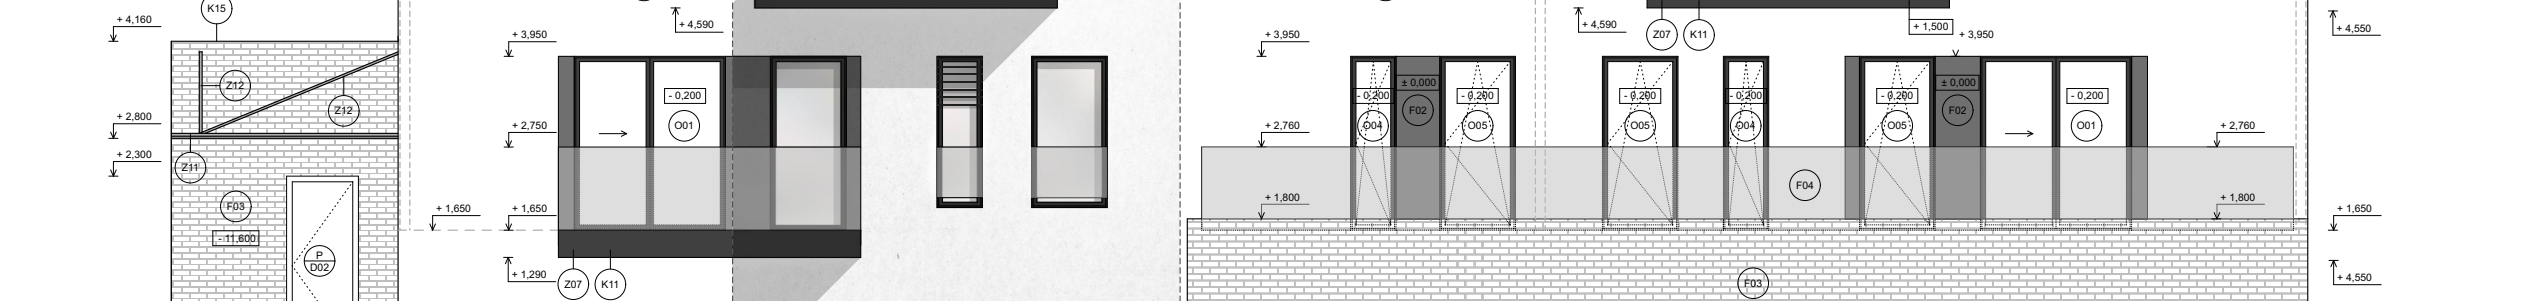 K15
+ 4,160
+ 4,590
+ 4,590
Z07
K11
+ 1,500
+ 4,550
+ 3,950
+ 3,950
+ 3,950
Z12
Z12
- 0,200
O01
- 0,200
O04
± 0,000
F02
- 0,200
O05
- 0,200
O05
- 0,200
O04
- 0,200
O05
± 0,000
F02
- 0,200
O01
+ 2,800
+ 2,750
+ 2,760
+ 2,760
+ 2,300
Z11
F03
F04
+ 1,650
+ 1,650
+ 1,800
+ 1,800
+ 1,650
- 11,600
P
D02
+ 1,290
Z07
K11
F03
+ 4,550